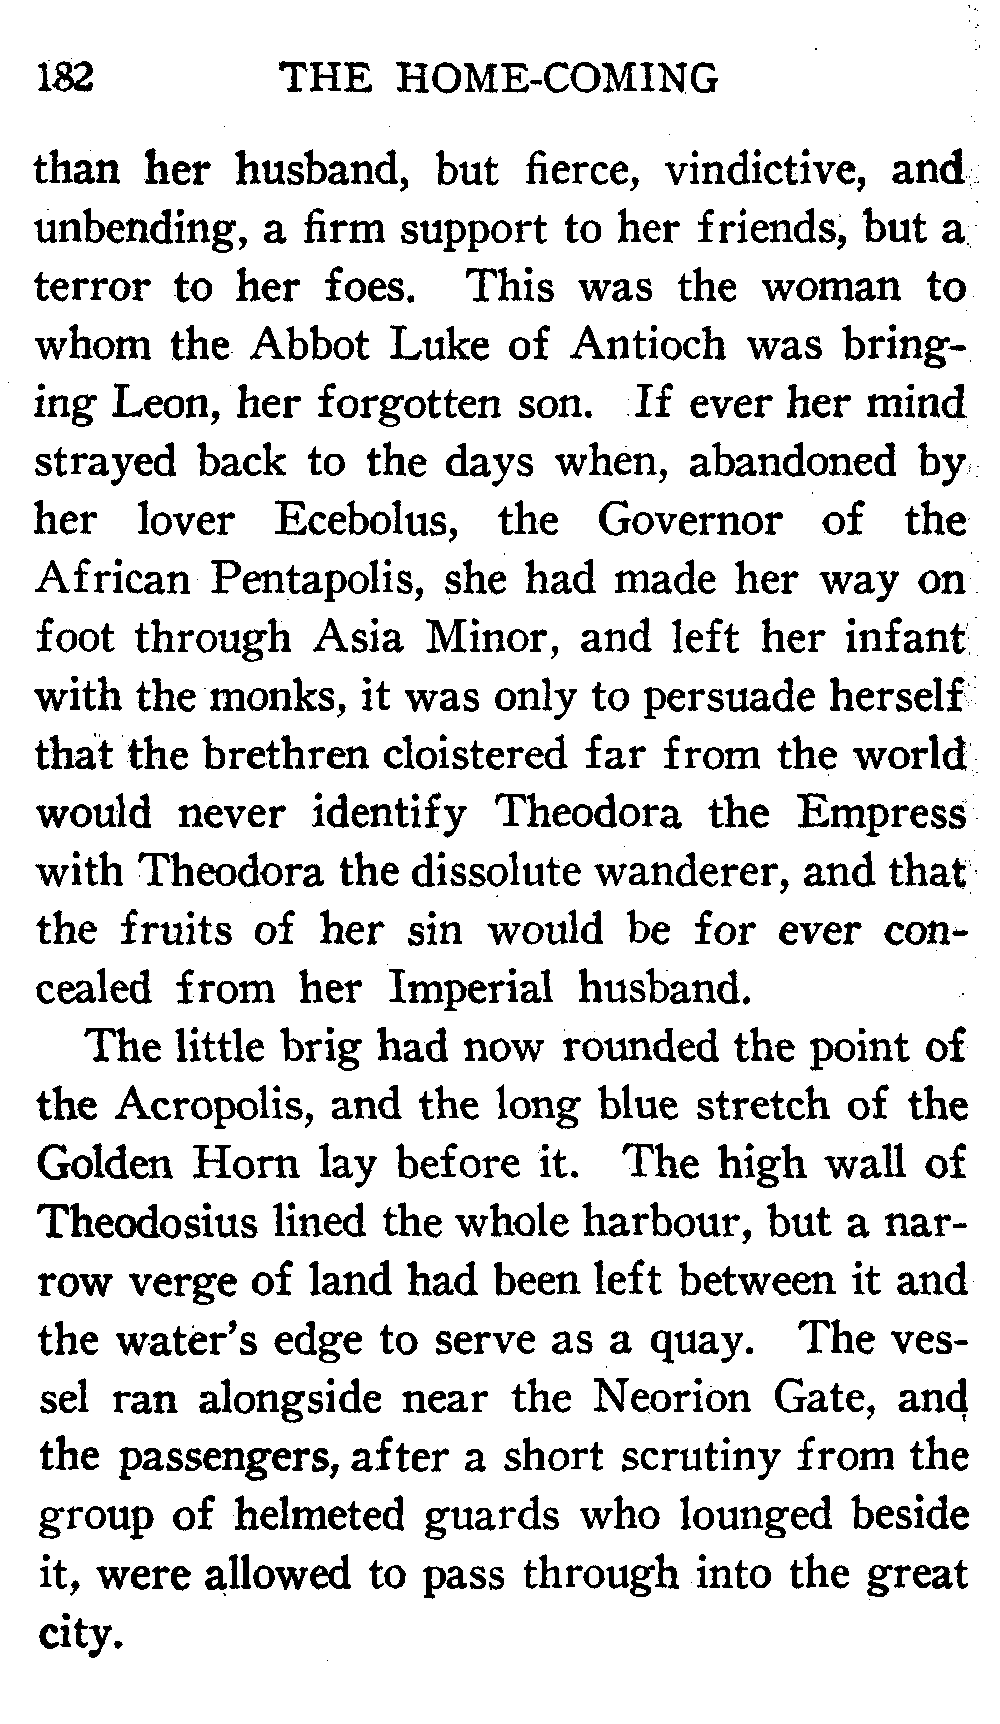 182 THE HOME-COMING
than her husband, but fierce, vindictive, and
unbending, a firm support to her friends, but a
terror to her foes. This was the woman to
whom the Abbot Luke of Antioch was bring-
ing Leon, her forgotten son. If ever her mind
strayed back to the days when, abandoned by
her lover Ecebolus, the Governor of the
African Pentapolis, she had made her way on
foot through Asia Minor, and left her infant
with the monks, it was only to persuade herself
that the brethren cloistered far from the world
would never identify Theodora the Empress
with Theodora the dissolute wanderer, and that
the fruits of her sin would be for ever con-
cealed from her Imperial husband.
The little brig had now rounded the point of
the Acropolis, and the long blue stretch of the
Golden Horn lay before it. The high wall of
Theodosius lined the whole harbour, but a nar-
row verge of land had been left between it and
the water's edge to serve as a quay. The ves-
sel ran alongside near the Neorion Gate, and
the passengers, after a short scrutiny from the
group of helmeted guards who lounged beside
it, were allowed to pass through into the great
city.